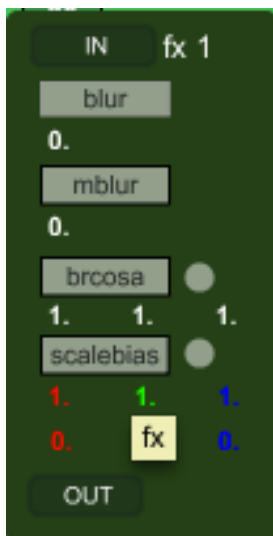 IN fx 1
blur
0.
mblur
0.
brcosa
1. 1. 1.
scalebias
1. 1. 1.
0. fx 0.
OUT